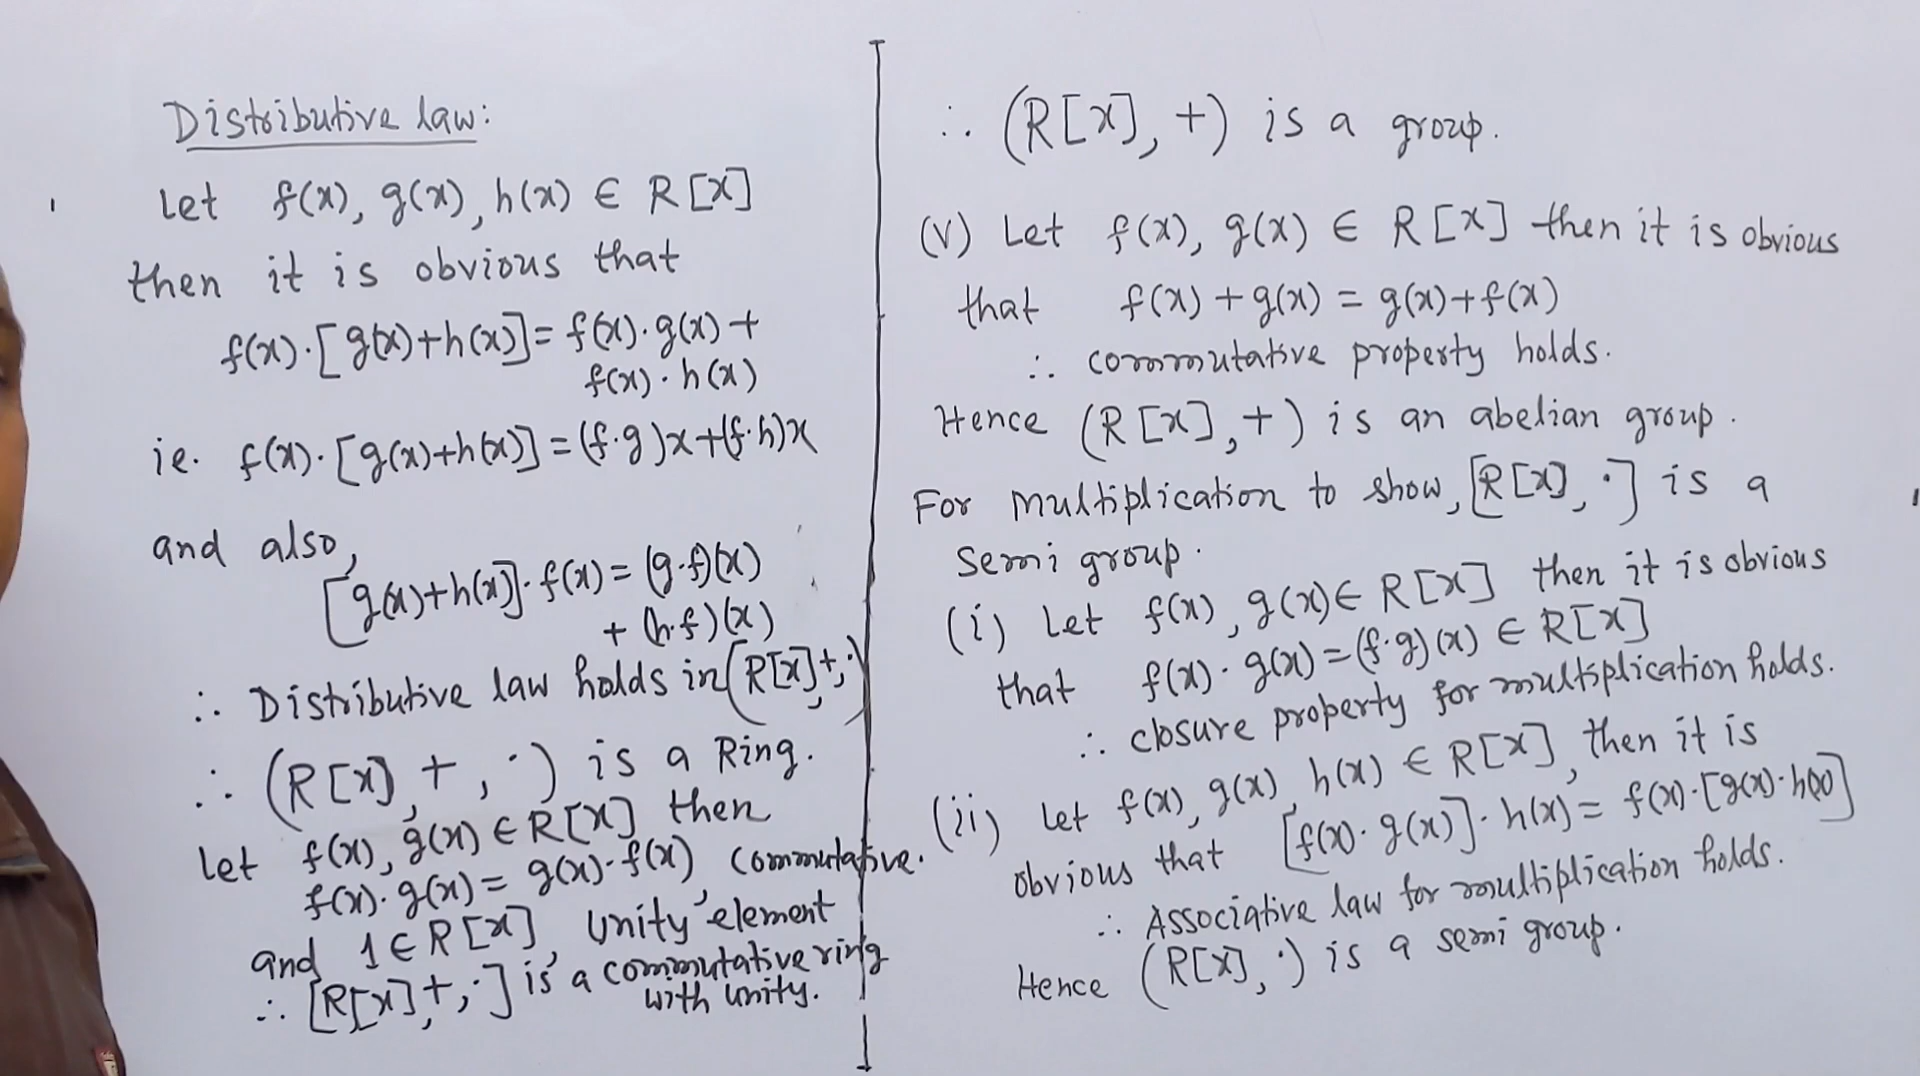 Distributive law:
Let f(x), g(x), h(x) ∈ R[x]
then it is obvious that
f(x)·[g(x)+h(x)] = f(x)·g(x) +
f(x)·h(x)
ie. f(x)·[g(x)+h(x)] = (f·g)x+(f·h)x
and also,
[g(x)+h(x)]·f(x) = (g·f)(x)
+ (h·f)(x)
∴ Distributive law holds in (R[x],+,·)
∴ (R[x],+,·) is a Ring.
Let f(x), g(x) ∈ R[x] then
f(x)·g(x) = g(x)·f(x) commutative.
and 1 ∈ R[x], unity element
∴ [R[x],+,·] is a commutative ring
with unity.
∴ (R[x],+) is a group.
(V) Let f(x), g(x) ∈ R[x] then it is obvious
that f(x)+g(x) = g(x)+f(x)
∴ commutative property holds.
Hence (R[x],+) is an abelian group.
For multiplication to show, [R[x],·] is a
semi group.
(i) Let f(x), g(x) ∈ R[x] then it is obvious
that f(x)·g(x) = (f·g)(x) ∈ R[x]
∴ closure property for multiplication holds.
(ii) Let f(x), g(x), h(x) ∈ R[x], then it is
obvious that [f(x)·g(x)]·h(x) = f(x)·[g(x)·h(x)]
∴ Associative law for multiplication holds.
Hence (R[x],·) is a semi group.